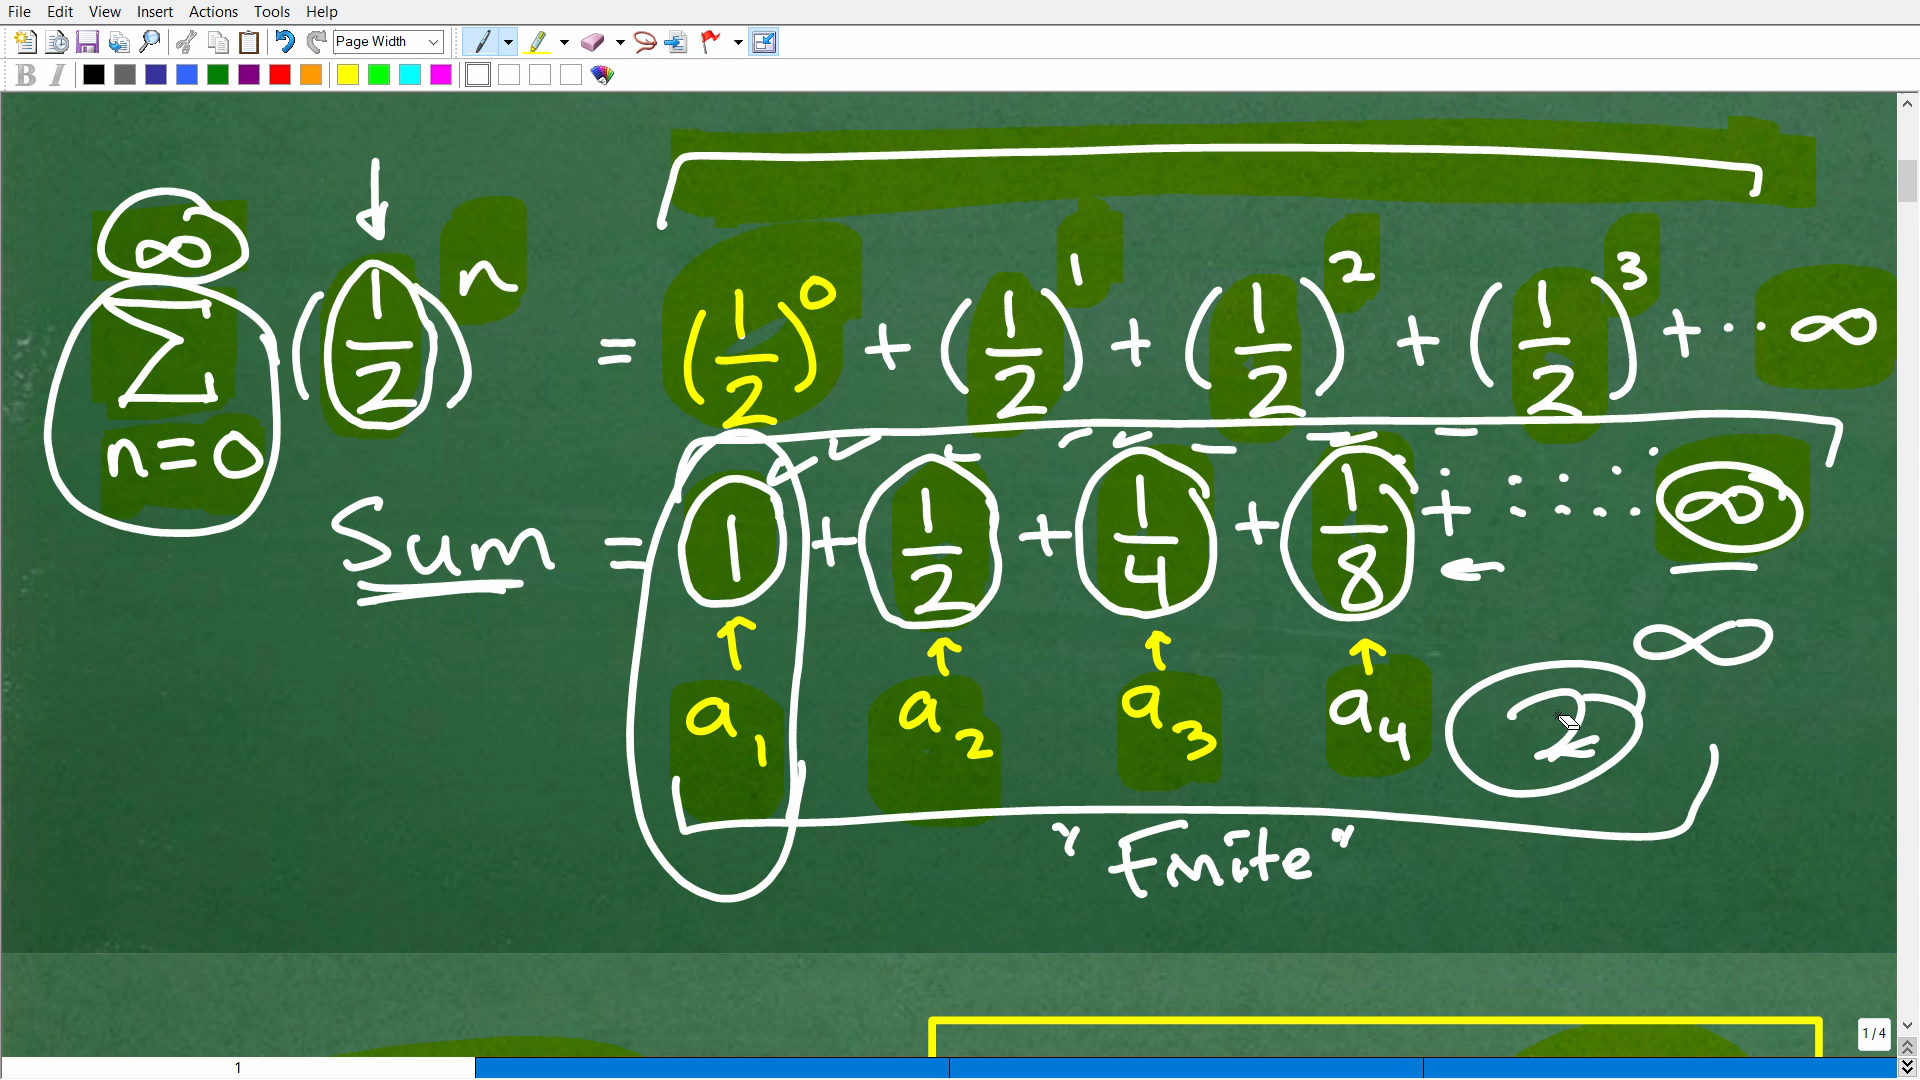 File Edit View Insert Actions Tools Help
Page Width
B I
∞
Σ (1/2)^n = (1/2)^0 + (1/2)^1 + (1/2)^2 + (1/2)^3 + ·· ∞
n=0
Sum = 1 + 1/2 + 1/4 + 1/8 + ····· ∞
∞
a1 a2 a3 a4 2
"Finite"
1/4
1